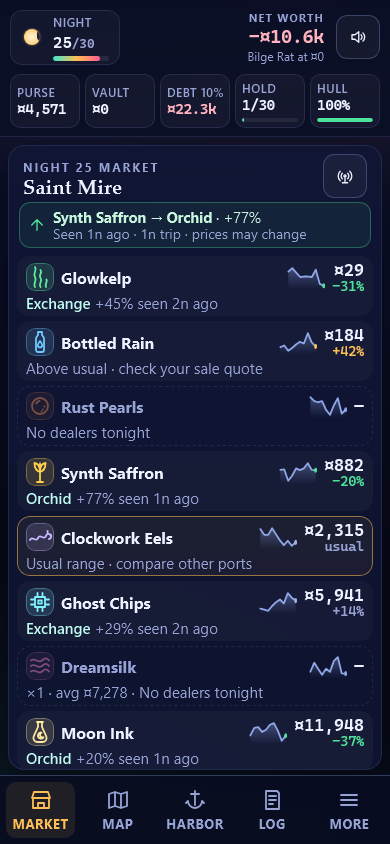 NIGHT
25/30
NET WORTH
−¤10.6k
Bilge Rat at ¤0
PURSE
¤4,571
VAULT
¤0
DEBT 10%
¤22.3k
HOLD
1/30
HULL
100%
NIGHT 25 MARKET
Saint Mire
Synth Saffron → Orchid · +77%
Seen 1n ago · 1n trip · prices may change
Glowkelp
¤29
−31%
Exchange +45% seen 2n ago
Bottled Rain
¤184
+42%
Above usual · check your sale quote
Rust Pearls
—
No dealers tonight
Synth Saffron
¤882
−20%
Orchid +77% seen 1n ago
Clockwork Eels
¤2,315
usual
Usual range · compare other ports
Ghost Chips
¤5,941
+14%
Exchange +29% seen 2n ago
Dreamsilk
—
×1 · avg ¤7,278 · No dealers tonight
Moon Ink
¤11,948
−37%
Orchid +20% seen 1n ago
MARKET
MAP
HARBOR
LOG
MORE